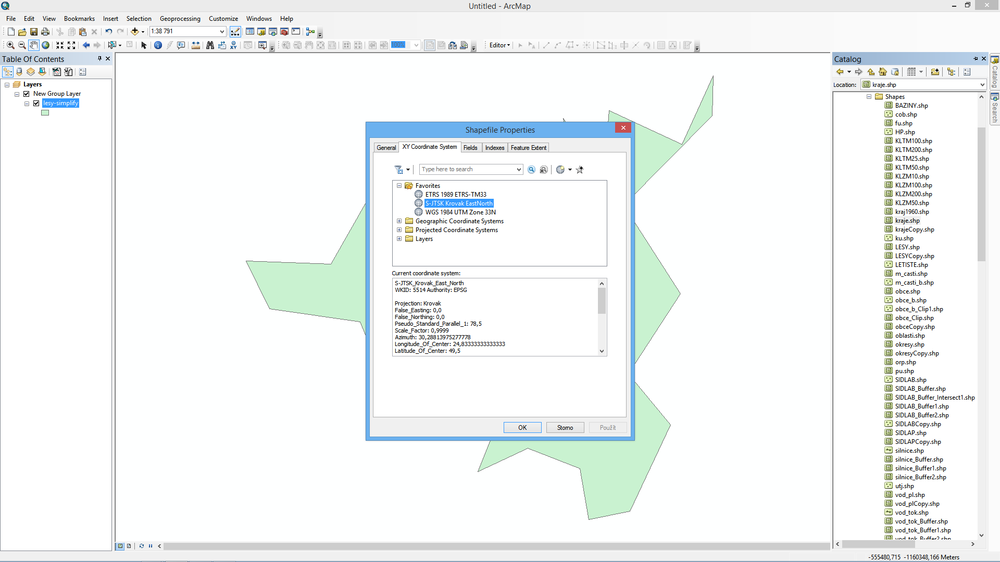 Untitled - ArcMap
File Edit View Bookmarks Insert Selection Geoprocessing Customize Windows Help
1:38 791
100%
Editor
Table Of Contents
Layers
New Group Layer
lesy-simplify
Shapefile Properties
General XY Coordinate System Fields Indexes Feature Extent
Type here to search
Favorites
ETRS 1989 ETRS-TM33
S-JTSK Krovak EastNorth
WGS 1984 UTM Zone 33N
Geographic Coordinate Systems
Projected Coordinate Systems
Layers
Current coordinate system:
S-JTSK_Krovak_East_North
WKID: 5514 Authority: EPSG
Projection: Krovak
False_Easting: 0,0
False_Northing: 0,0
Pseudo_Standard_Parallel_1: 78,5
Scale_Factor: 0,9999
Azimuth: 30,28813975277778
Longitude_Of_Center: 24,83333333333333
Latitude_Of_Center: 49,5
OK Storno Použít
Catalog
Location: kraje.shp
Shapes
BAZINY.shp
cob.shp
fu.shp
HP.shp
KLTM100.shp
KLTM200.shp
KLTM25.shp
KLTM50.shp
KLZM10.shp
KLZM100.shp
KLZM200.shp
KLZM50.shp
kraj1960.shp
kraje.shp
krajeCopy.shp
ku.shp
LESY.shp
LESYCopy.shp
LETISTE.shp
m_casti.shp
m_casti_b.shp
obce.shp
obce_b.shp
obce_b_Clip1.shp
obce_Clip.shp
obceCopy.shp
oblasti.shp
okresy.shp
okresyCopy.shp
orp.shp
pu.shp
SIDLAB.shp
SIDLAB_Buffer.shp
SIDLAB_Buffer_Intersect1.shp
SIDLAB_Buffer1.shp
SIDLAB_Buffer2.shp
SIDLABCopy.shp
SIDLAP.shp
SIDLAPCopy.shp
silnice.shp
silnice_Buffer.shp
silnice_Buffer1.shp
silnice_Buffer2.shp
utj.shp
vod_pl.shp
vod_plCopy.shp
vod_tok.shp
vod_tok_Buffer.shp
vod_tok_Buffer1.shp
vod_tok_Buffer2.shp
Catalog
Search
-555480,715 -1160348,166 Meters